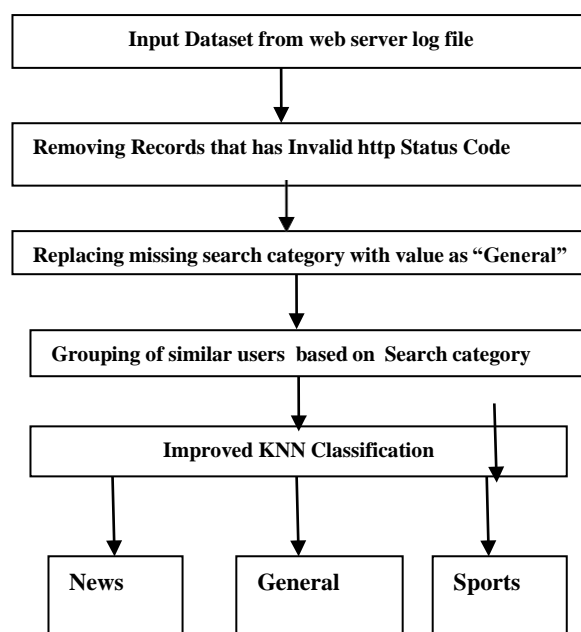 Input Dataset from web server log file
Removing Records that has Invalid http Status Code
Replacing missing search category with value as “General”
Grouping of similar users based on Search category
Improved KNN Classification
News
General
Sports